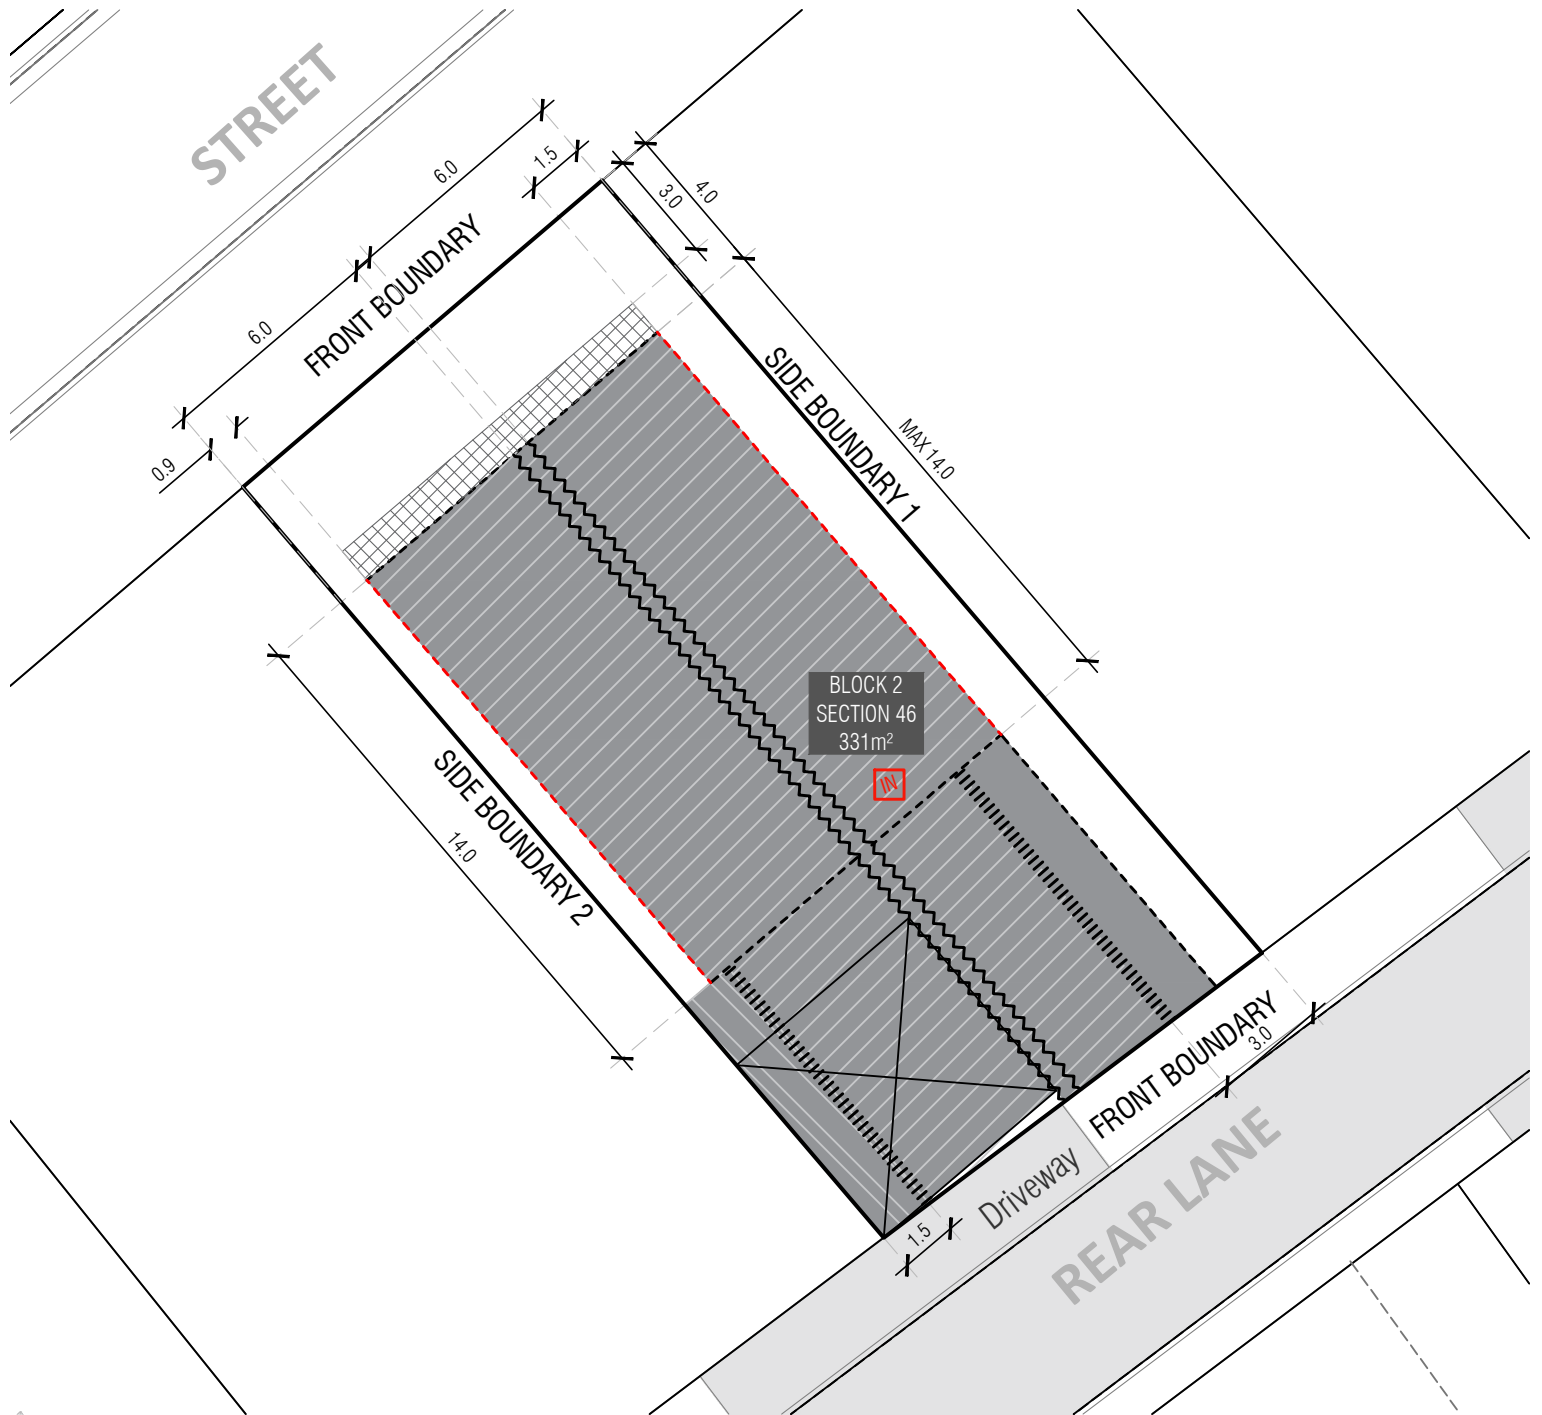 STREET
6.0
1.5
3.0
4.0
FRONT BOUNDARY
6.0
0.9
SIDE BOUNDARY 1
MAX 14.0
BLOCK 2
SECTION 46
331m²
IN
SIDE BOUNDARY 2
14.0
FRONT BOUNDARY
3.0
Driveway
1.5
REAR LANE